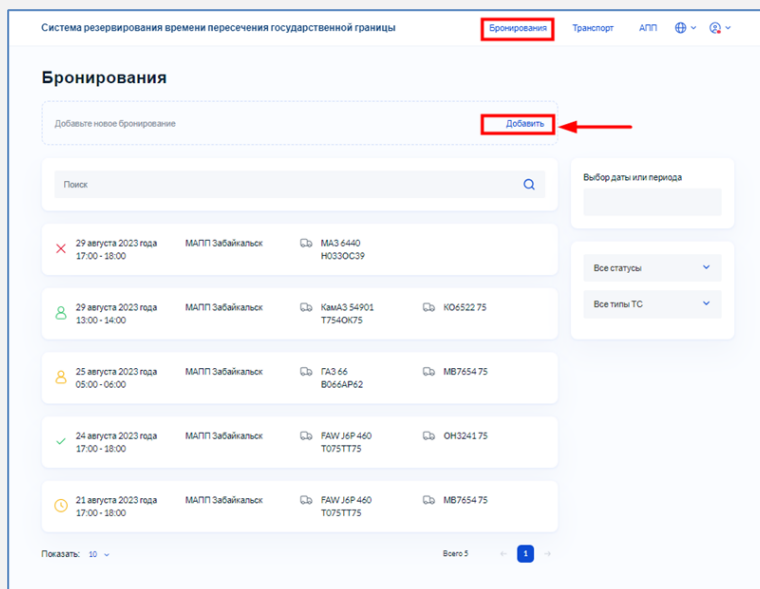 Система резервирования времени пересечения государственной границы
Бронирования
Транспорт
АПП
Бронирования
Добавьте новое бронирование
Добавить
Поиск
Выбор даты или периода
Все статусы
Все типы ТС
29 августа 2023 года
17:00 - 18:00
МАПП Забайкальск
МАЗ 6440
Н033ОС39
29 августа 2023 года
13:00 - 14:00
МАПП Забайкальск
КамАЗ 54901
Т754ОК75
КО6522 75
25 августа 2023 года
05:00 - 06:00
МАПП Забайкальск
ГАЗ 66
В066АР62
МВ7654 75
24 августа 2023 года
17:00 - 18:00
МАПП Забайкальск
FAW J6P 460
Т075ТТ75
ОН3241 75
21 августа 2023 года
17:00 - 18:00
МАПП Забайкальск
FAW J6P 460
Т075ТТ75
МВ7654 75
Показать: 10
Всего 5
1